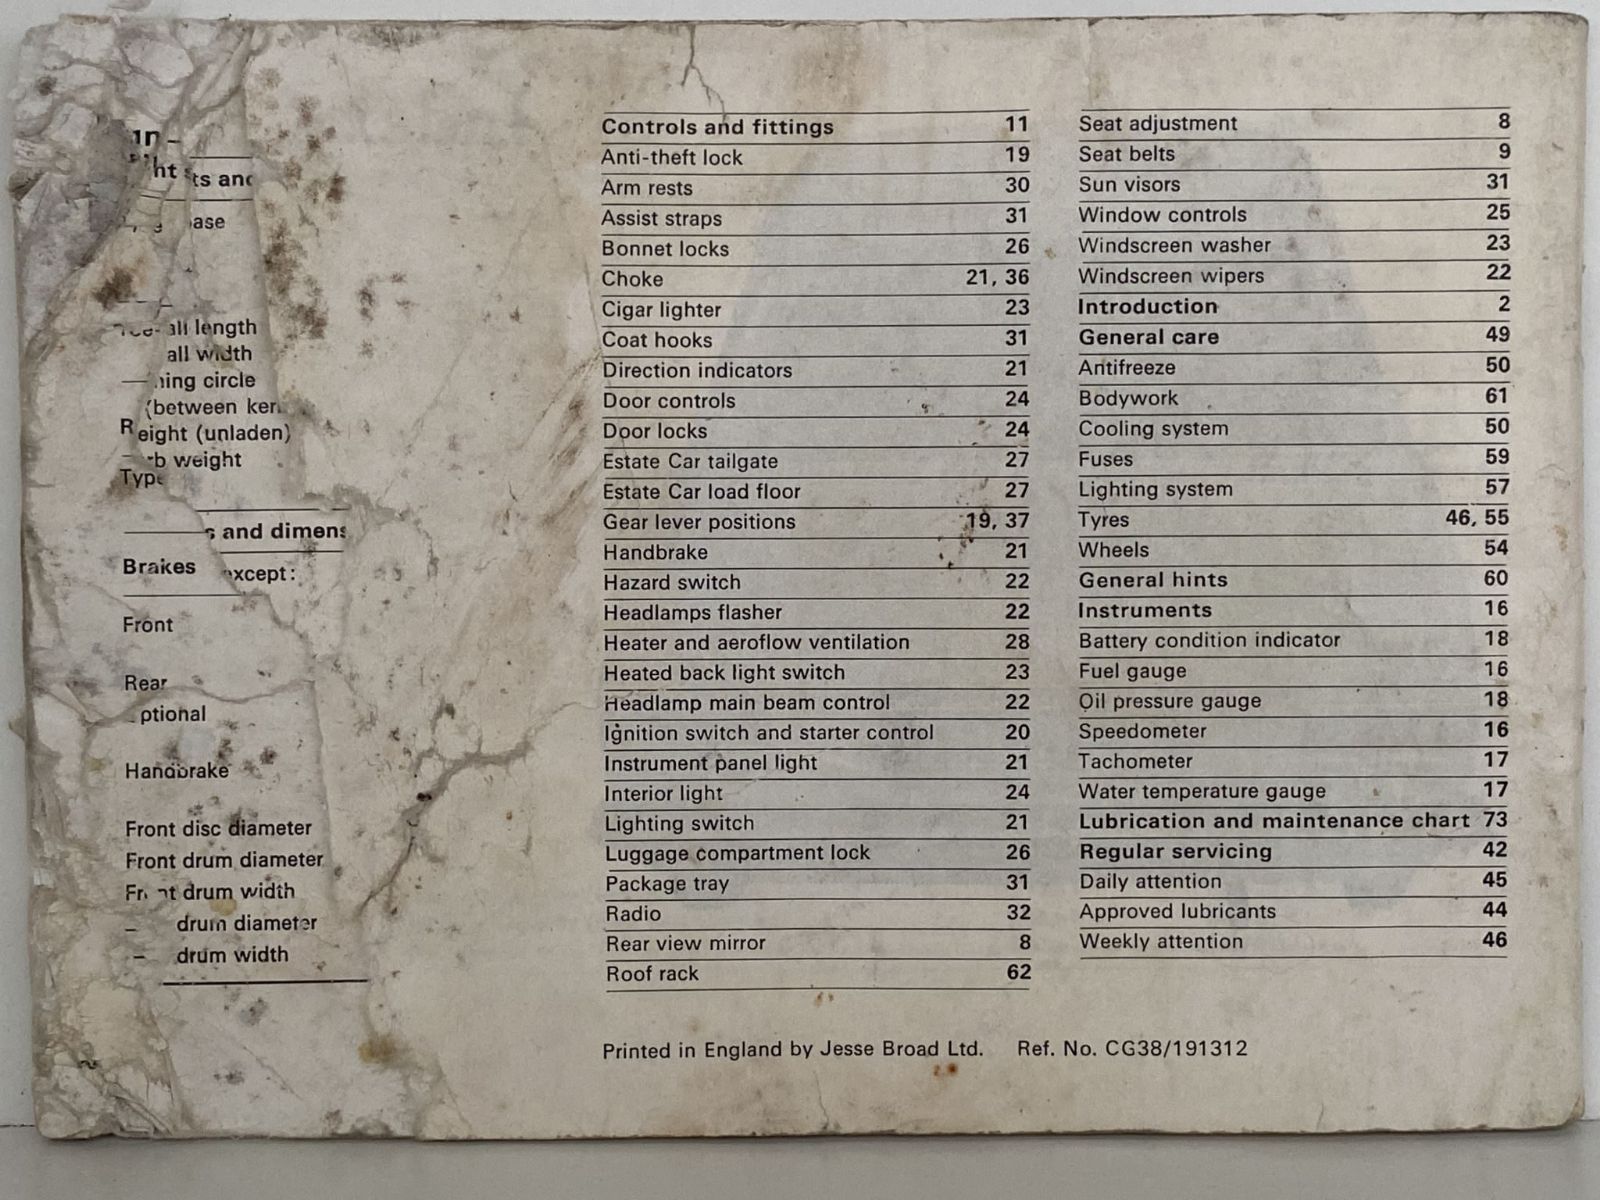 ts and
ase
all length
all width
ning circle
(between
eight (unladen)
weight
Type
and
Brakes
except:
Front
Rear
ptional
Handbrake
Front disc diameter
Front drum diameter
drum width
drum diameter
drum width
Controls and fittings 11
Anti-theft lock 19
Arm rests 30
Assist straps 31
Bonnet locks 26
Choke 21, 36
Cigar lighter 23
Coat hooks 31
Direction indicators 21
Door controls 24
Door locks 24
Estate Car tailgate 27
Estate Car load floor 27
Gear lever positions 19, 37
Handbrake 21
Hazard switch 22
Headlamps flasher 22
Heater and aeroflow ventilation 28
Heated back light switch 23
Headlamp main beam control 22
Ignition switch and starter control 20
Instrument panel light 21
Interior light 24
Lighting switch 21
Luggage compartment lock 26
Package tray 31
Radio 32
Rear view mirror 8
Roof rack 62
Seat adjustment 8
Seat belts 9
Sun visors 31
Window controls 25
Windscreen washer 23
Windscreen wipers 22
Introduction 2
General care 49
Antifreeze 50
Bodywork 61
Cooling system 50
Fuses 59
Lighting system 57
Tyres 46, 55
Wheels 54
General hints 60
Instruments 16
Battery condition indicator 18
Fuel gauge 16
Oil pressure gauge 18
Speedometer 16
Tachometer 17
Water temperature gauge 17
Lubrication and maintenance chart 73
Regular servicing 42
Daily attention 45
Approved lubricants 44
Weekly attention 46
Printed in England by Jesse Broad Ltd. Ref. No. CG38/191312